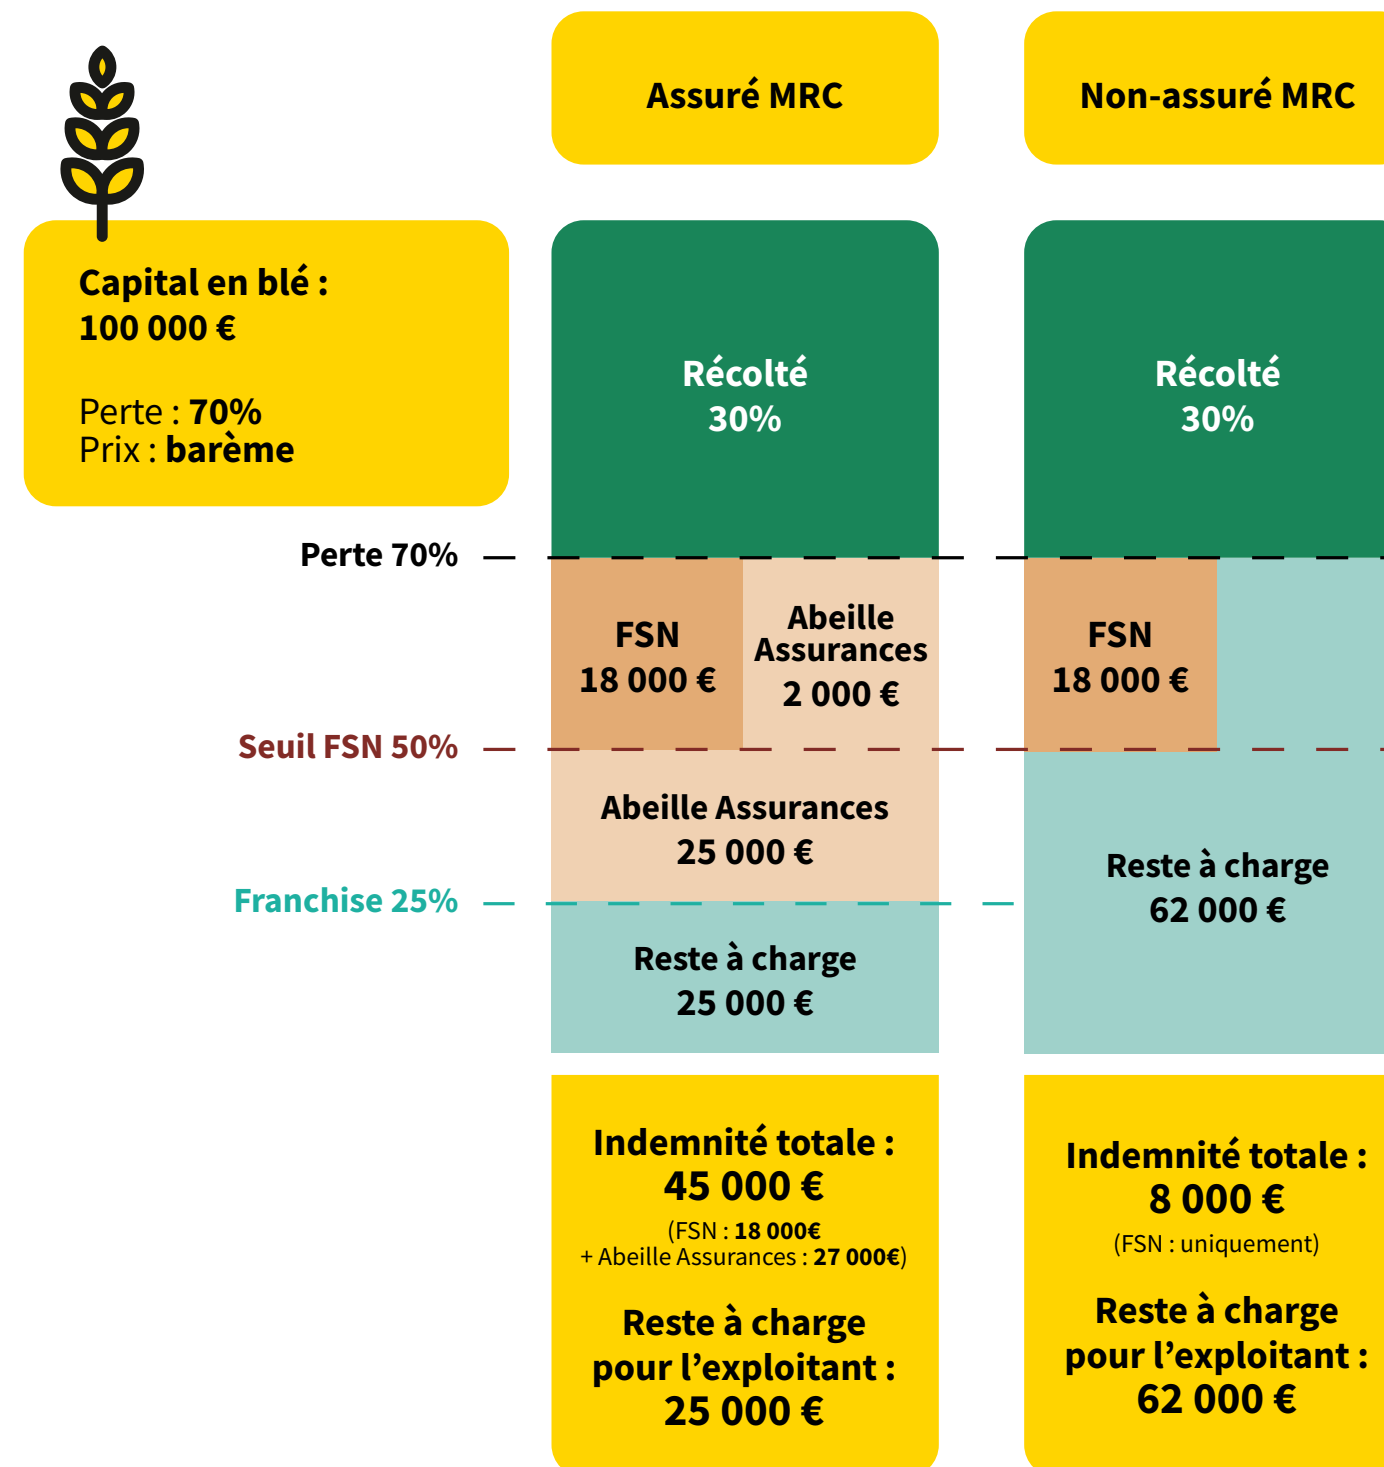 Assuré MRC
Non-assuré MRC
Capital en blé :
100 000 €
Perte : 70%
Prix : barème
Récolté
30%
Récolté
30%
Perte 70%
FSN
18 000 €
Abeille
Assurances
2 000 €
FSN
18 000 €
Seuil FSN 50%
Abeille Assurances
25 000 €
Franchise 25%
Reste à charge
25 000 €
Reste à charge
62 000 €
Indemnité totale :
45 000 €
(FSN : 18 000€
+ Abeille Assurances : 27 000€)
Reste à charge
pour l’exploitant :
25 000 €
Indemnité totale :
8 000 €
(FSN : uniquement)
Reste à charge
pour l’exploitant :
62 000 €